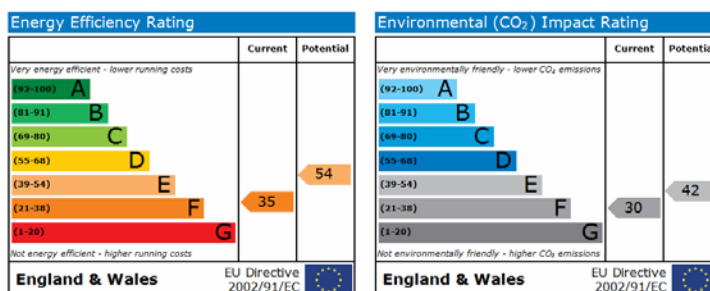 Energy Efficiency Rating
Current Potential
Very energy efficient - lower running costs
(92-100) A
(81-91) B
(69-80) C
(55-68) D
(39-54) E
(21-38) F
(1-20) G
35
54
Not energy efficient - higher running costs
England & Wales
EU Directive
2002/91/EC
Environmental (CO₂) Impact Rating
Current Potential
Very environmentally friendly - lower CO₂ emissions
(92-100) A
(81-91) B
(69-80) C
(55-68) D
(39-54) E
(21-38) F
(1-20) G
30
42
Not environmentally friendly - higher CO₂ emissions
England & Wales
EU Directive
2002/91/EC